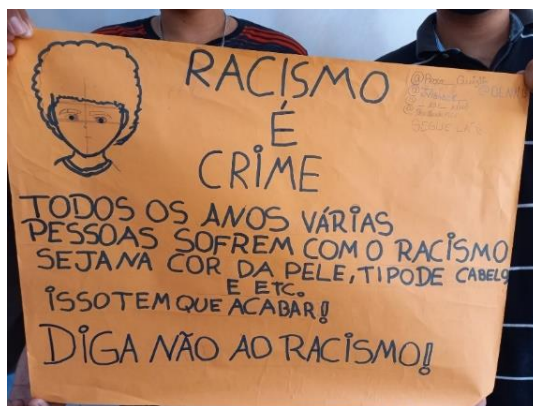 RACISMO
É
CRIME
TODOS OS ANOS VÁRIAS
PESSOAS SOFREM COM O RACISMO
SEJA NA COR DA PELE, TIPO DE CABELO
E ETC.
ISSO TEM QUE ACABAR!
DIGA NÃO AO RACISMO!